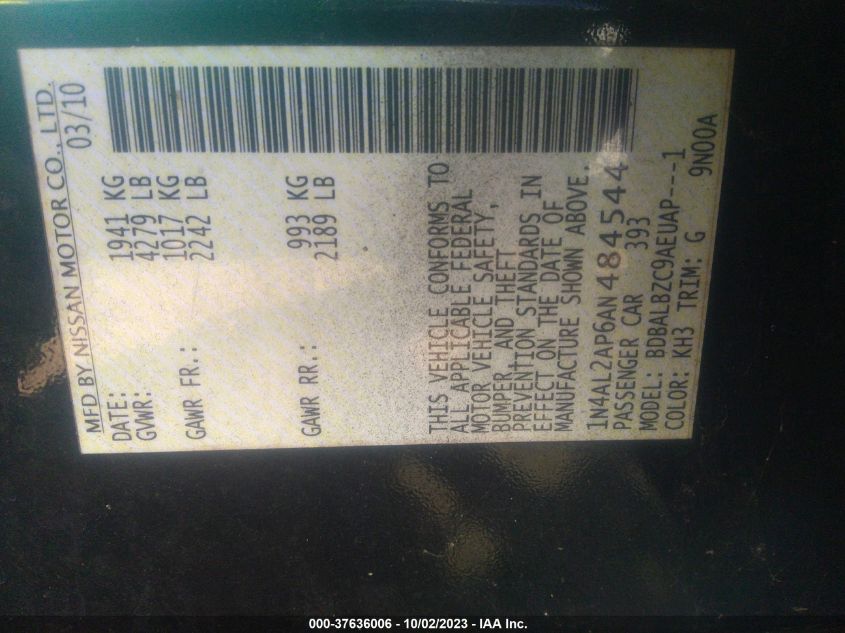 MFD BY NISSAN MOTOR CO., LTD.
DATE: 03/10
GVWR: 1941 KG
4279 LB
GAWR FR.: 1017 KG
2242 LB
GAWR RR.: 993 KG
2189 LB
THIS VEHICLE CONFORMS TO
ALL APPLICABLE FEDERAL
MOTOR VEHICLE SAFETY,
BUMPER, AND THEFT
PREVENTION STANDARDS IN
EFFECT ON THE DATE OF
MANUFACTURE SHOWN ABOVE.
1N4AL2AP6AN484544
PASSENGER CAR 393
MODEL: BDBALBZC9AEUAP---1
COLOR: KH3 TRIM: G 9N00A
000-37636006 - 10/02/2023 - IAA Inc.